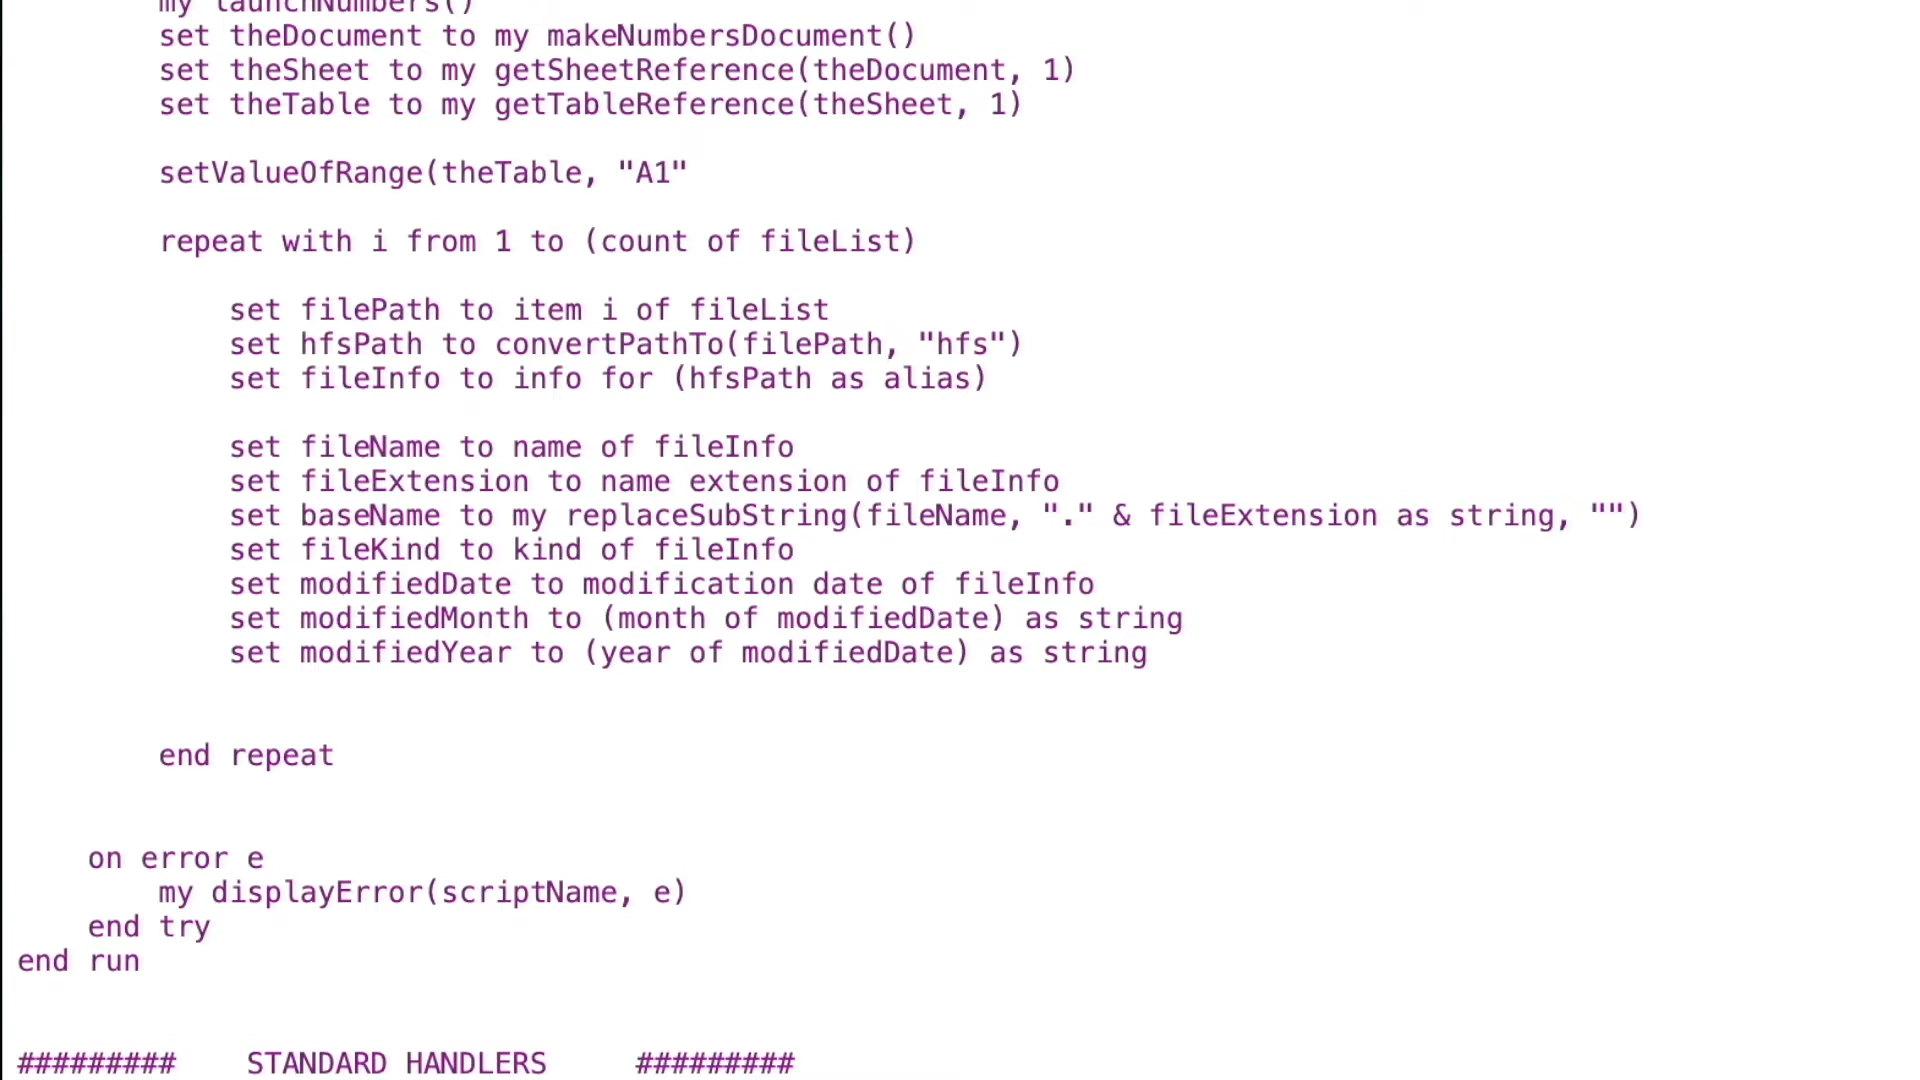 my launchNumbers()
set theDocument to my makeNumbersDocument()
set theSheet to my getSheetReference(theDocument, 1)
set theTable to my getTableReference(theSheet, 1)
setValueOfRange(theTable, "A1"
repeat with i from 1 to (count of fileList)
set filePath to item i of fileList
set hfsPath to convertPathTo(filePath, "hfs")
set fileInfo to info for (hfsPath as alias)
set fileName to name of fileInfo
set fileExtension to name extension of fileInfo
set baseName to my replaceSubString(fileName, "." & fileExtension as string, "")
set fileKind to kind of fileInfo
set modifiedDate to modification date of fileInfo
set modifiedMonth to (month of modifiedDate) as string
set modifiedYear to (year of modifiedDate) as string
end repeat
on error e
my displayError(scriptName, e)
end try
end run
######### STANDARD HANDLERS #########